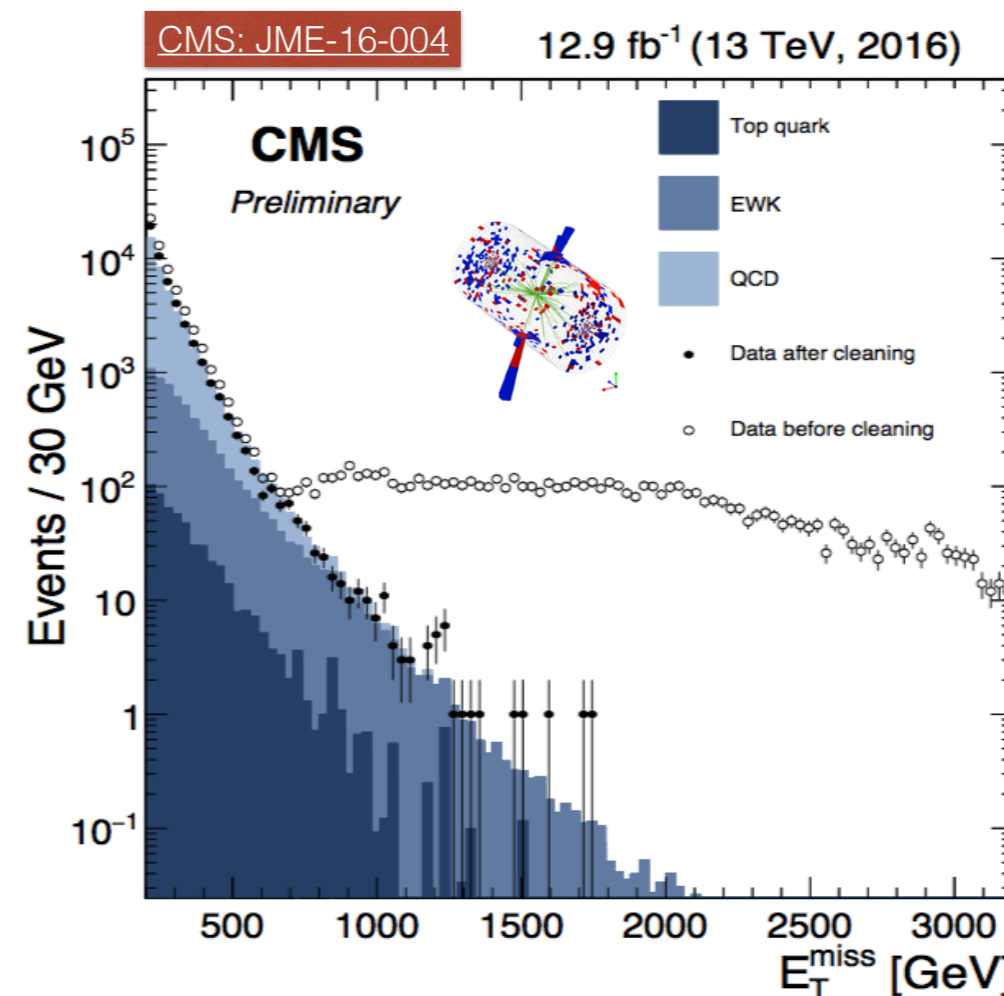 CMS: JME-16-004
12.9 fb⁻¹ (13 TeV, 2016)
CMS
Preliminary
Top quark
EWK
QCD
Data after cleaning
Data before cleaning
Events / 30 GeV
10⁵
10⁴
10³
10²
10
1
10⁻¹
500 1000 1500 2000 2500 3000
E_T^miss [GeV]